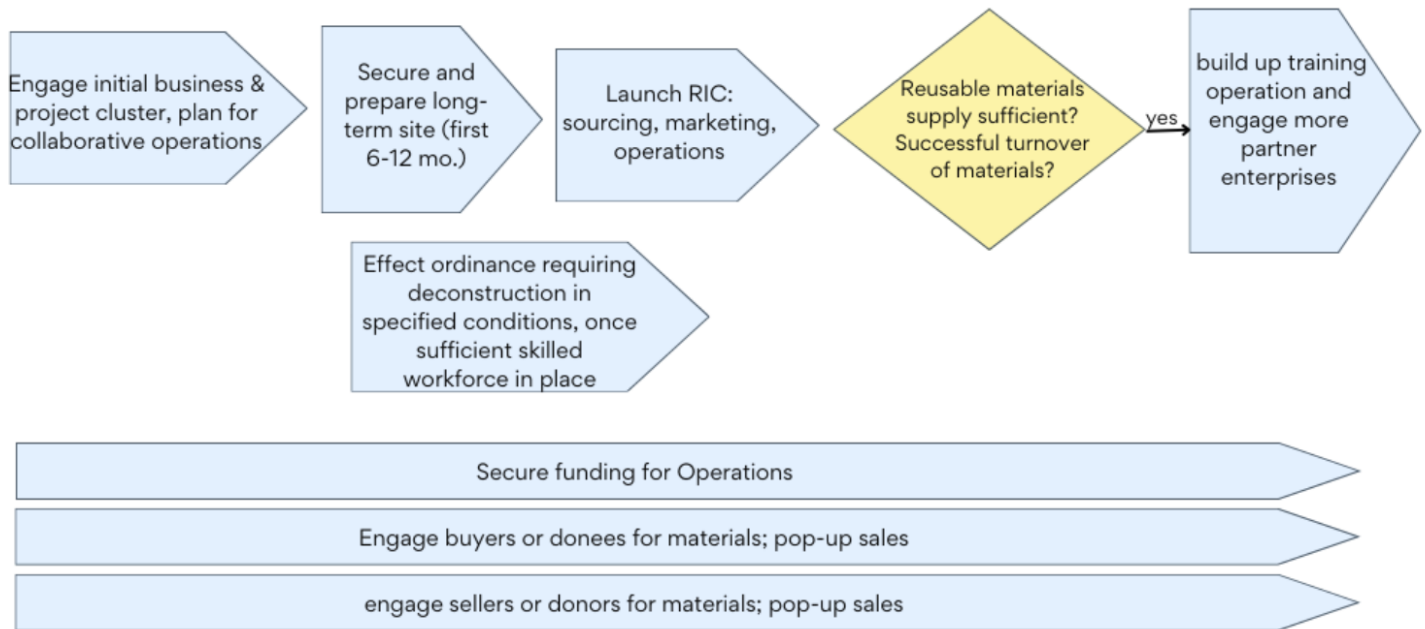 Engage initial business &
project cluster, plan for
collaborative operations
Secure and
prepare long-
term site (first
6-12 mo.)
Launch RIC:
sourcing, marketing,
operations
Reusable materials
supply sufficient?
Successful turnover
of materials?
yes
build up training
operation and
engage more
partner
enterprises
Effect ordinance requiring
deconstruction in
specified conditions, once
sufficient skilled
workforce in place
Secure funding for Operations
Engage buyers or donees for materials; pop-up sales
engage sellers or donors for materials; pop-up sales